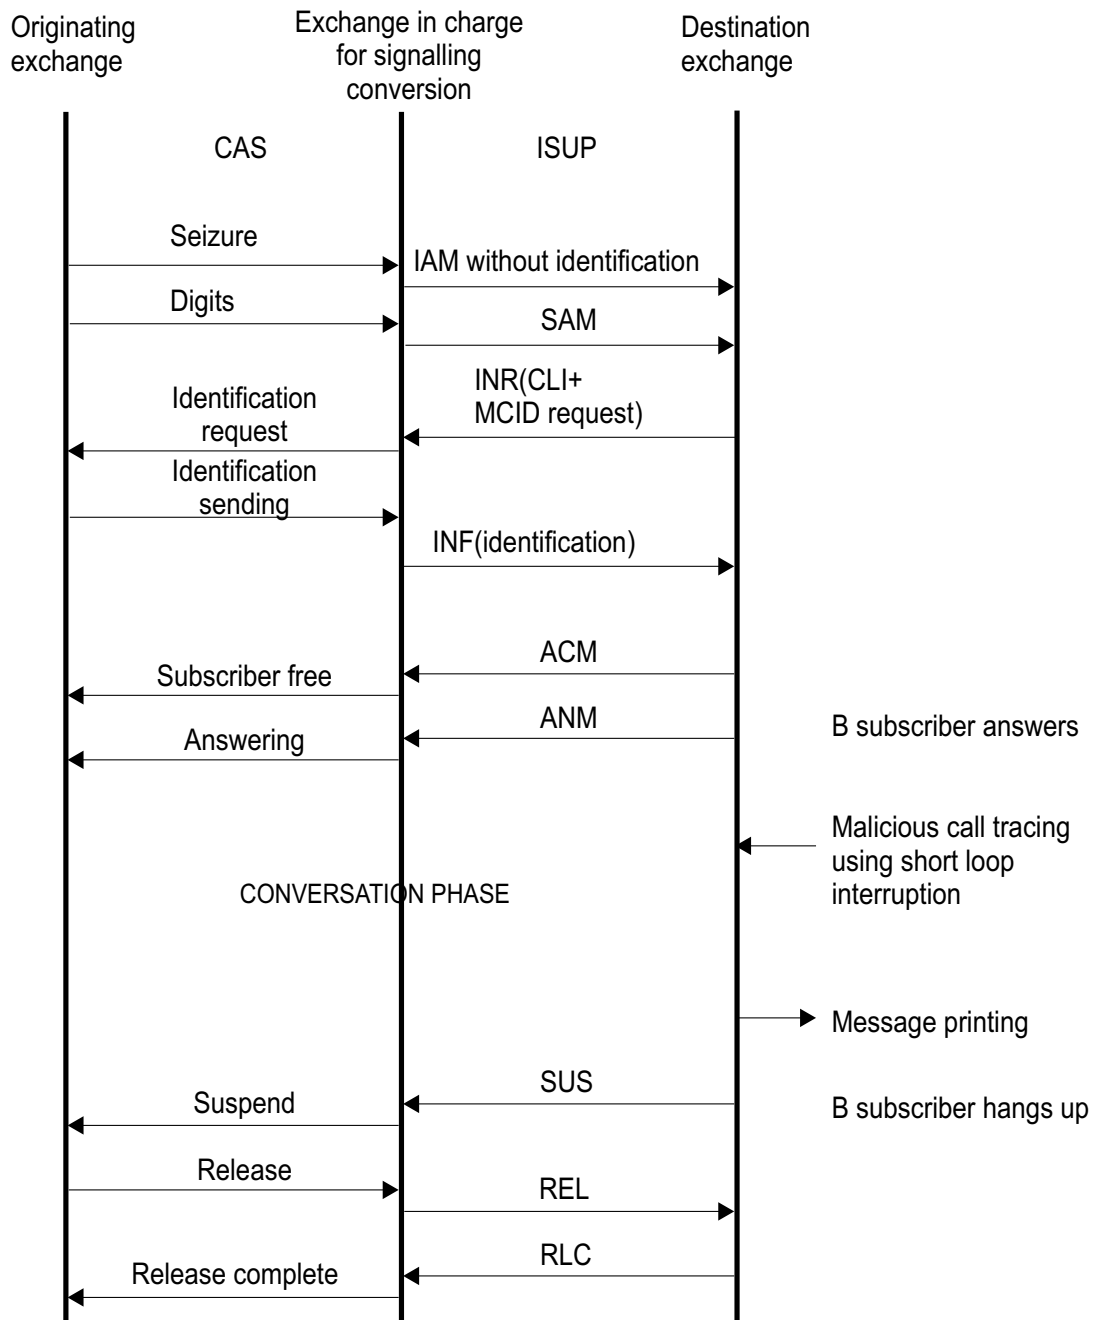 Originating
exchange
Exchange in charge
for signalling
conversion
Destination
exchange
CAS
ISUP
Seizure
IAM without identification
Digits
SAM
INR(CLI+
MCID request)
Identification
request
Identification
sending
INF(identification)
ACM
Subscriber free
ANM
B subscriber answers
Answering
Malicious call tracing
using short loop
interruption
CONVERSATION PHASE
Message printing
SUS
Suspend
B subscriber hangs up
Release
REL
RLC
Release complete